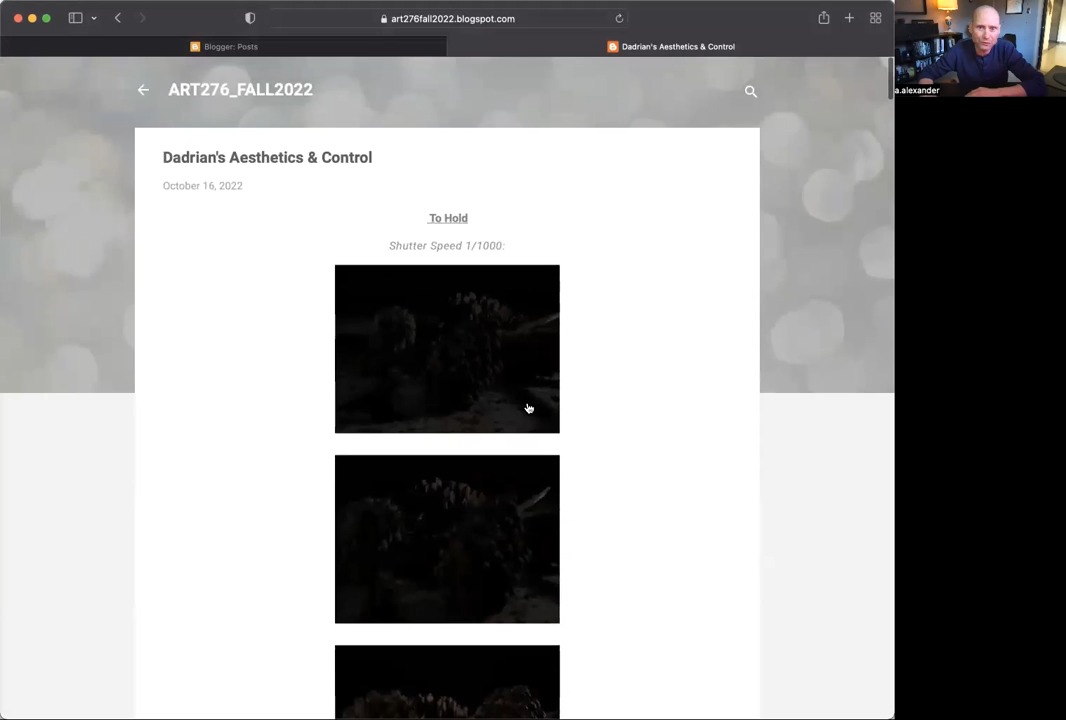 art276fall2022.blogspot.com
Blogger: Posts
Dadrian's Aesthetics & Control
a.alexander
ART276_FALL2022
Dadrian's Aesthetics & Control
October 16, 2022
To Hold
Shutter Speed 1/1000: